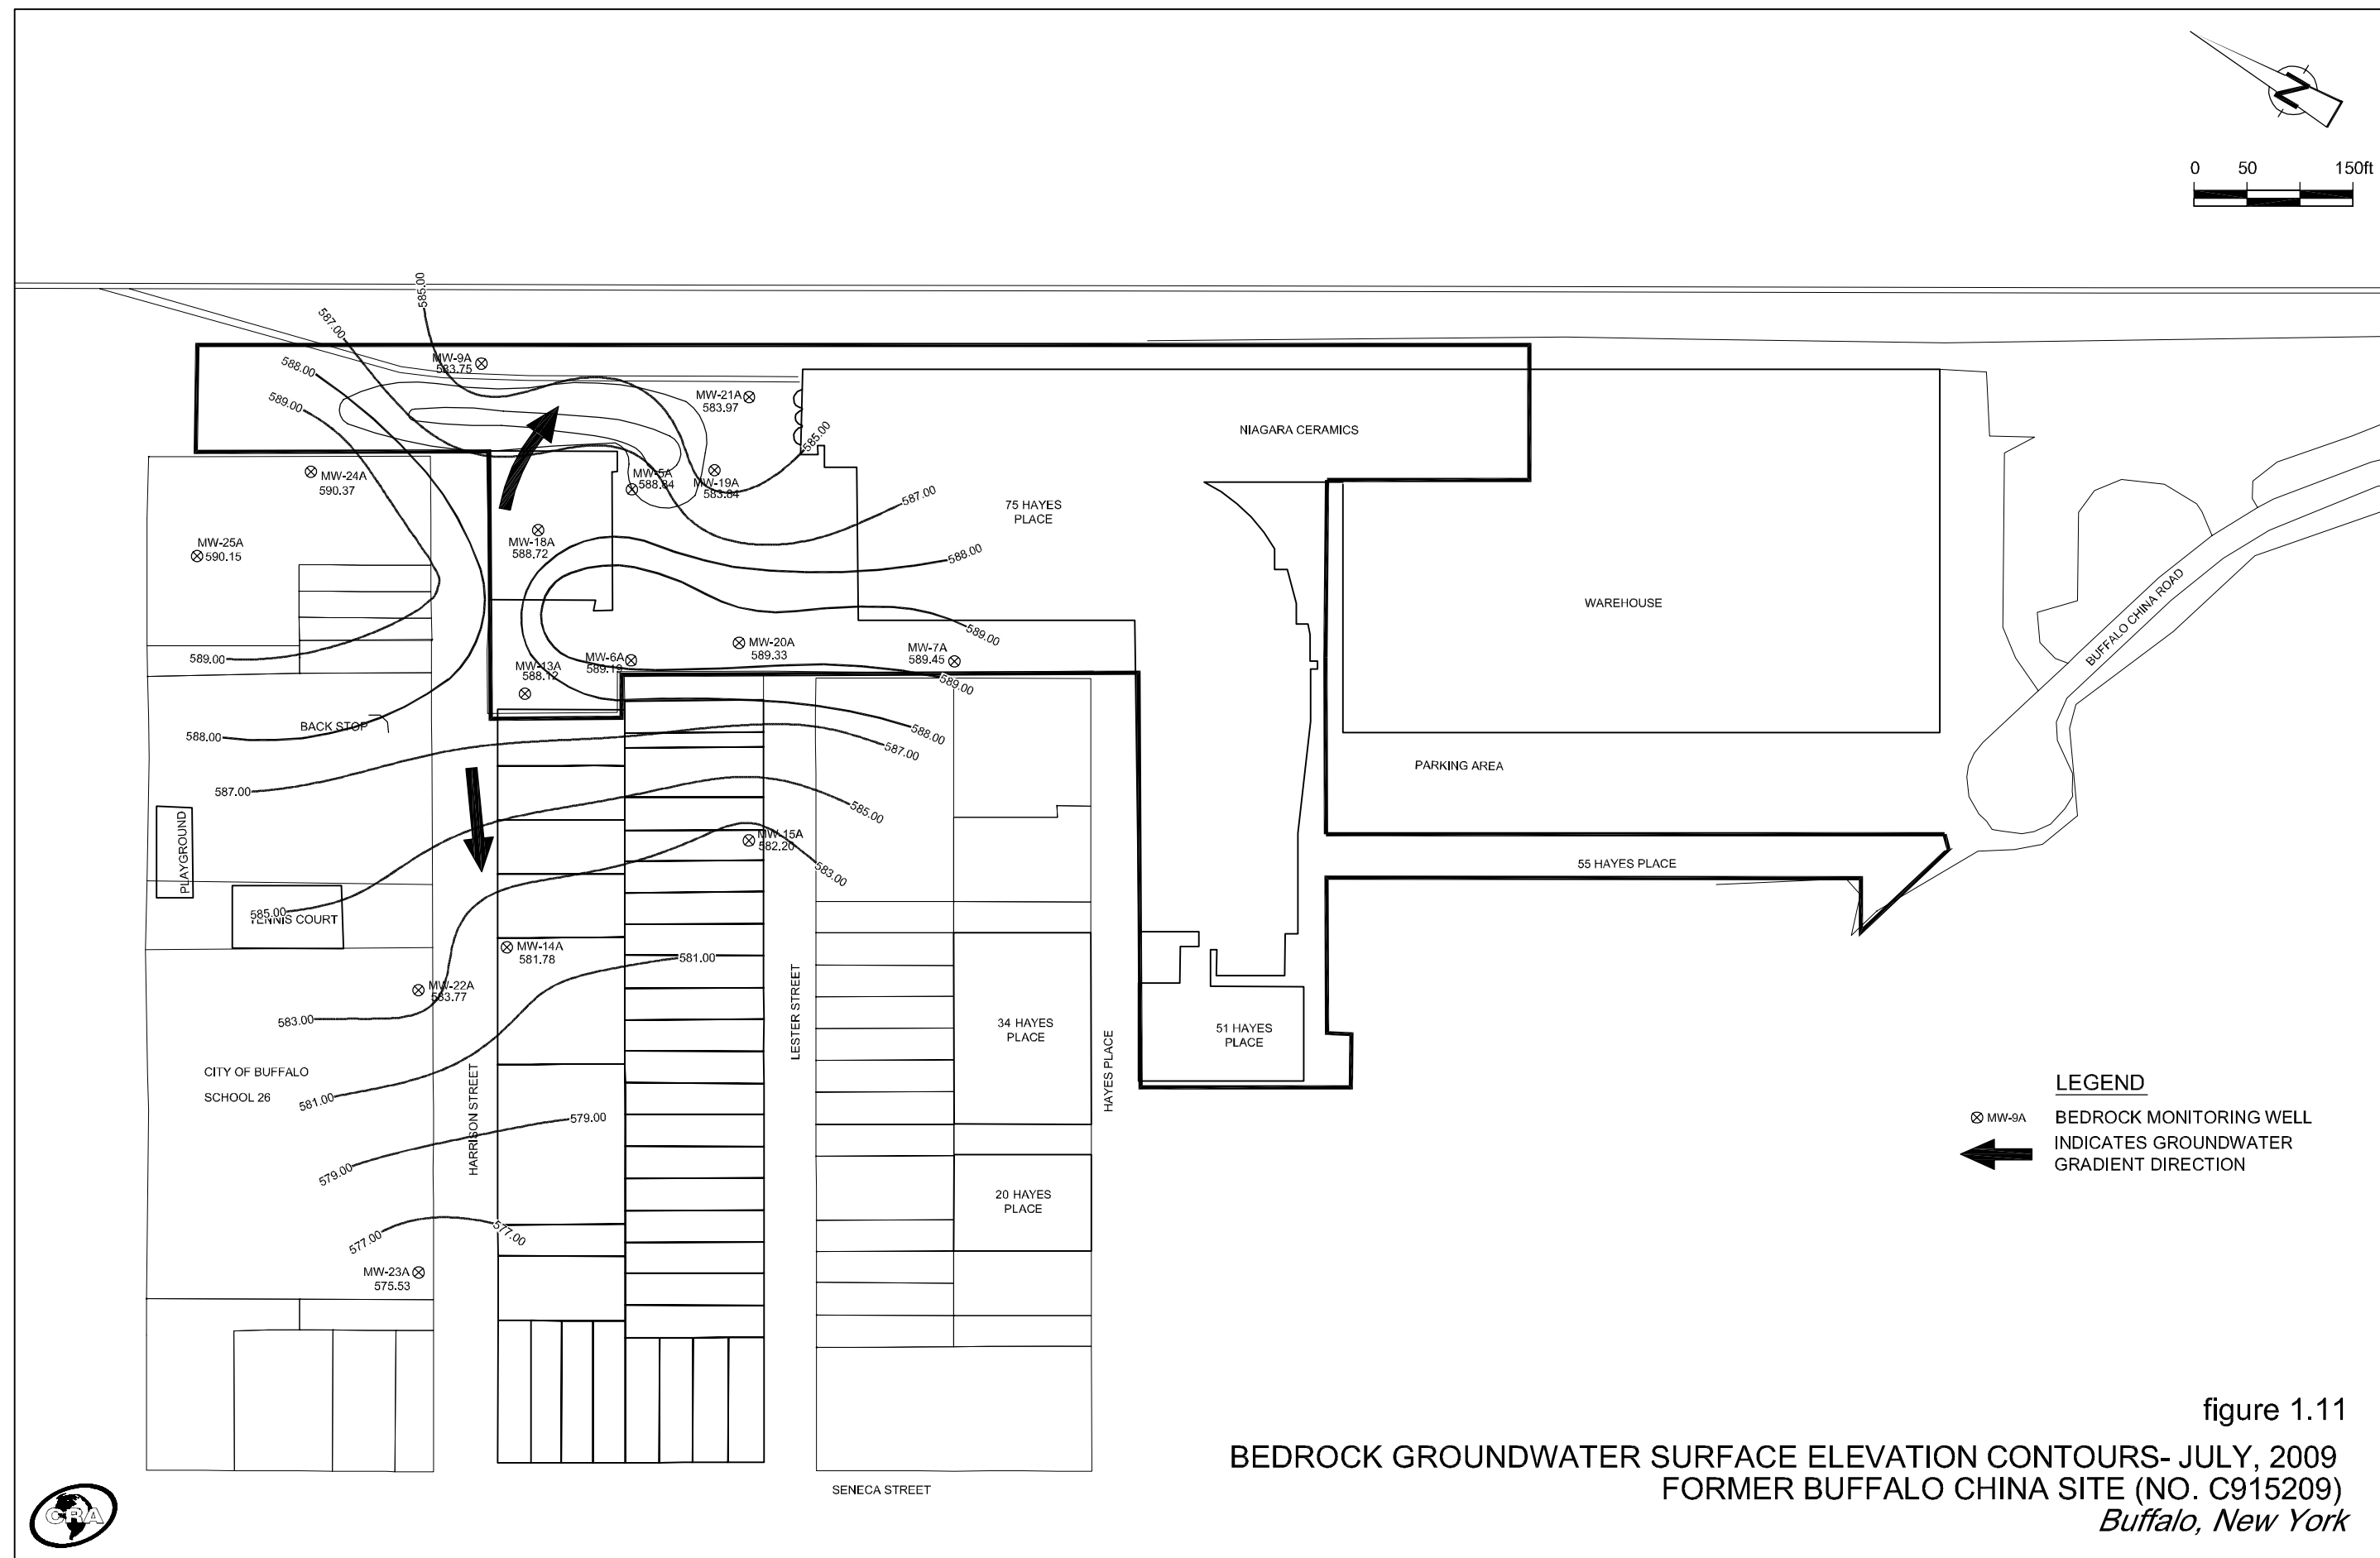 N
0 50 150ft
585.00
587.00
588.00
589.00
MW-9A
583.75
MW-21A
583.97
585.00
NIAGARA CERAMICS
MW-24A
590.37
MW-5A
588.84
MW-19A
583.84
587.00
75 HAYES
PLACE
MW-25A
590.15
MW-18A
588.72
588.00
WAREHOUSE
BUFFALO CHINA ROAD
589.00
589.00
MW-6A
589.19
MW-20A
589.33
MW-7A
589.45
589.00
MW-13A
588.12
588.00
BACK STOP
588.00
587.00
587.00
PARKING AREA
585.00
PLAYGROUND
MW-15A
582.20
583.00
55 HAYES PLACE
585.00
TENNIS COURT
MW-14A
581.78
581.00
MW-22A
583.77
583.00
LESTER STREET
34 HAYES
PLACE
HAYES PLACE
51 HAYES
PLACE
CITY OF BUFFALO
SCHOOL 26
581.00
HARRISON STREET
579.00
579.00
20 HAYES
PLACE
577.00
577.00
MW-23A
575.53
SENECA STREET
LEGEND
MW-9A BEDROCK MONITORING WELL
INDICATES GROUNDWATER
GRADIENT DIRECTION
figure 1.11
BEDROCK GROUNDWATER SURFACE ELEVATION CONTOURS- JULY, 2009
FORMER BUFFALO CHINA SITE (NO. C915209)
Buffalo, New York
CRA